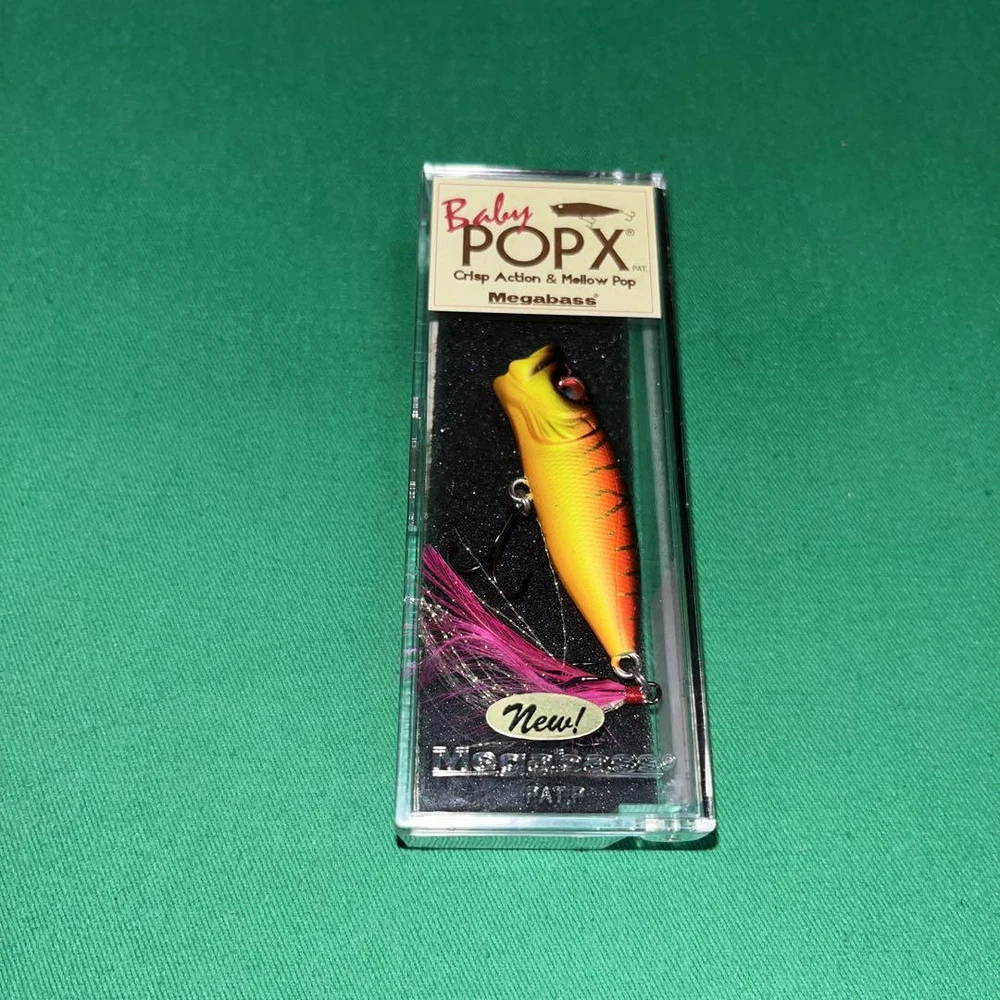 Baby
POPX®
PAT.
Crisp Action & Mellow Pop
Megabass®
New!
Megabass®
PAT.P